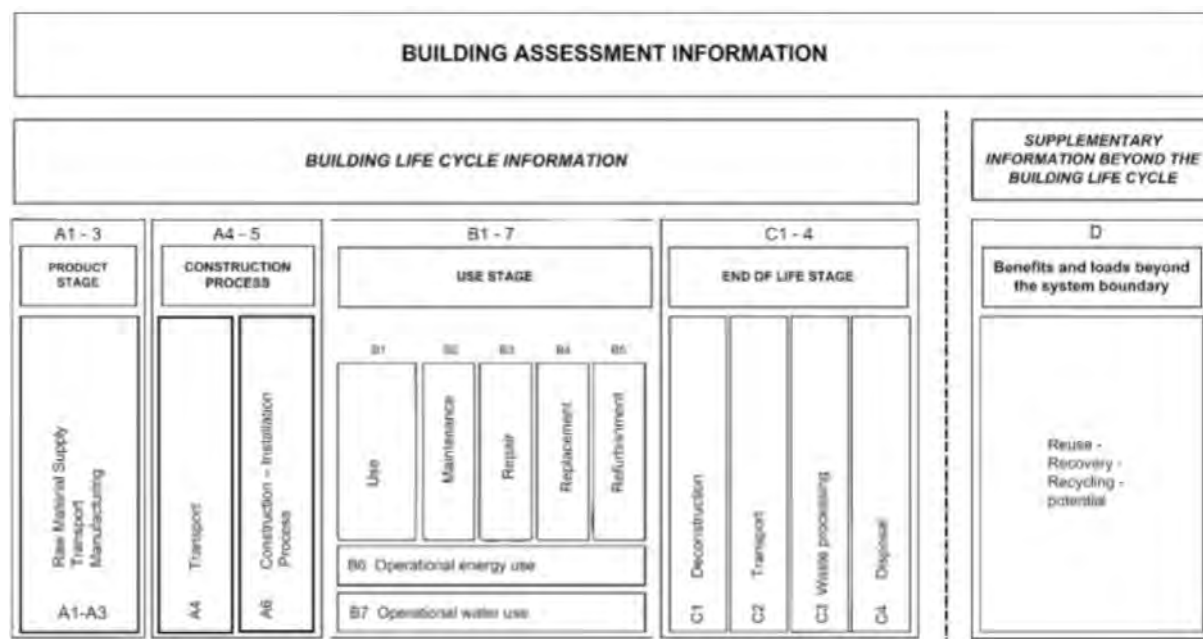 BUILDING ASSESSMENT INFORMATION
BUILDING LIFE CYCLE INFORMATION
SUPPLEMENTARY
INFORMATION BEYOND THE
BUILDING LIFE CYCLE
A1 - 3
PRODUCT
STAGE
Raw Material Supply
Transport
Manufacturing
A1-A3
A4 - 5
CONSTRUCTION
PROCESS
A4 Transport
A6 Construction – Installation
Process
B1 - 7
USE STAGE
B1
Use
B2
Maintenance
B3
Repair
B4
Replacement
B5
Refurbishment
B6 Operational energy use
B7 Operational water use
C1 - 4
END OF LIFE STAGE
C1 Deconstruction
C2 Transport
C3 Waste processing
C4 Disposal
D
Benefits and loads beyond
the system boundary
Reuse -
Recovery -
Recycling -
potential